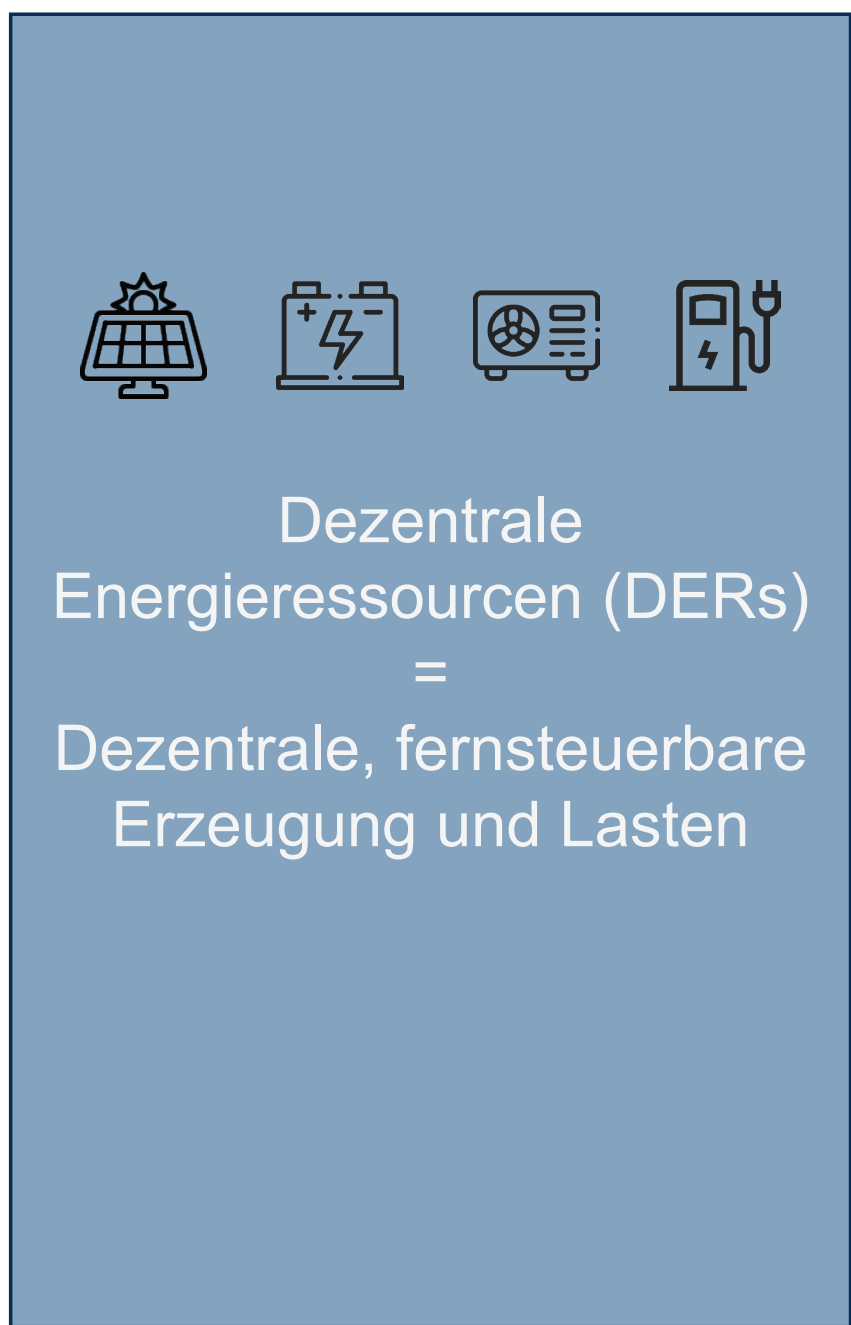 Dezentrale
Energieressourcen (DERs)
=
Dezentrale, fernsteuerbare
Erzeugung und Lasten